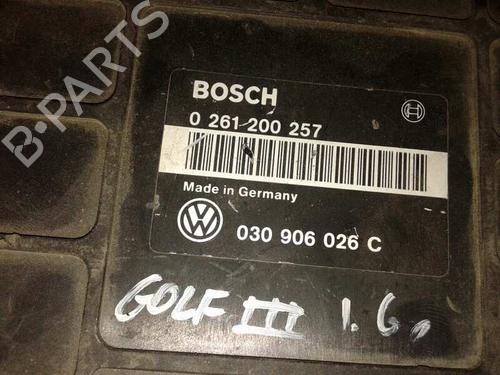 B-PARTS
BOSCH
0 261 200 257
Made in Germany
030 906 026 C
GOLF III 1.6,